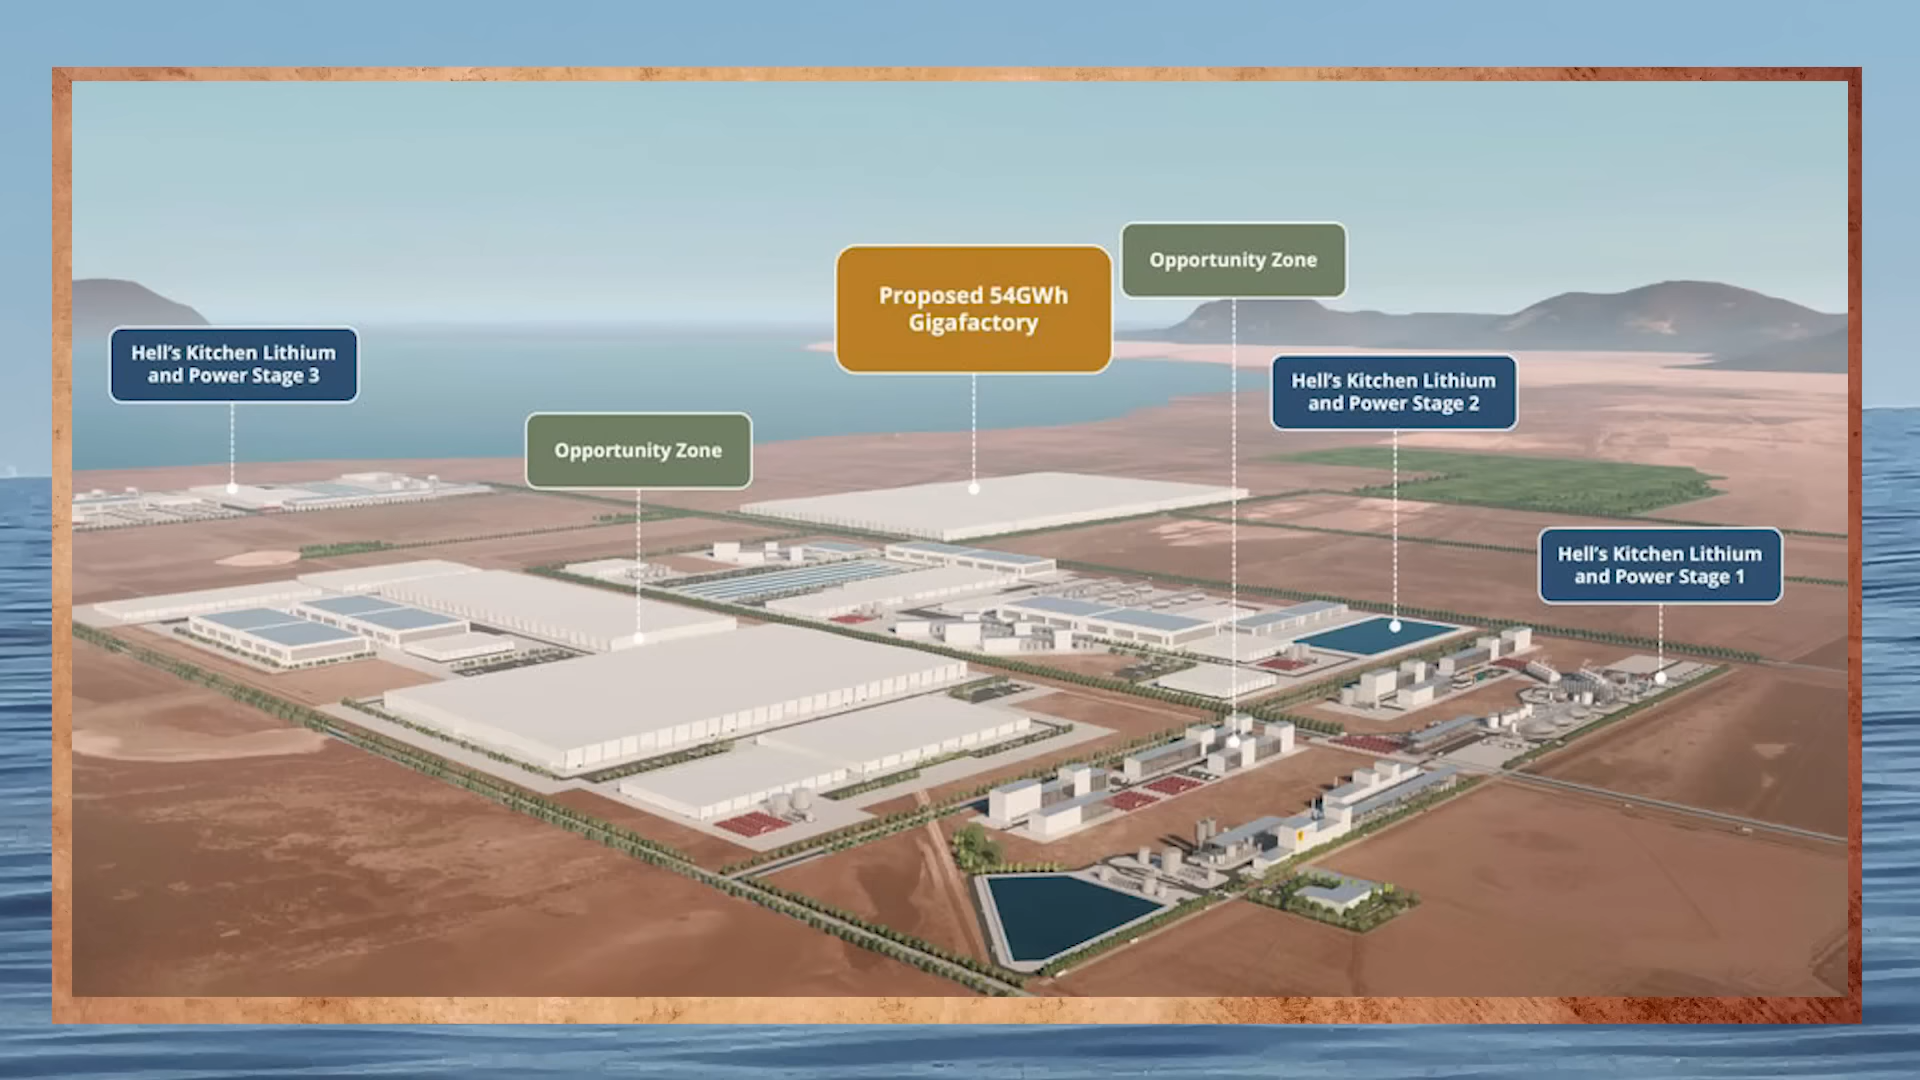 Opportunity Zone
Proposed 54GWh
Gigafactory
Hell's Kitchen Lithium
and Power Stage 3
Hell's Kitchen Lithium
and Power Stage 2
Opportunity Zone
Hell's Kitchen Lithium
and Power Stage 1